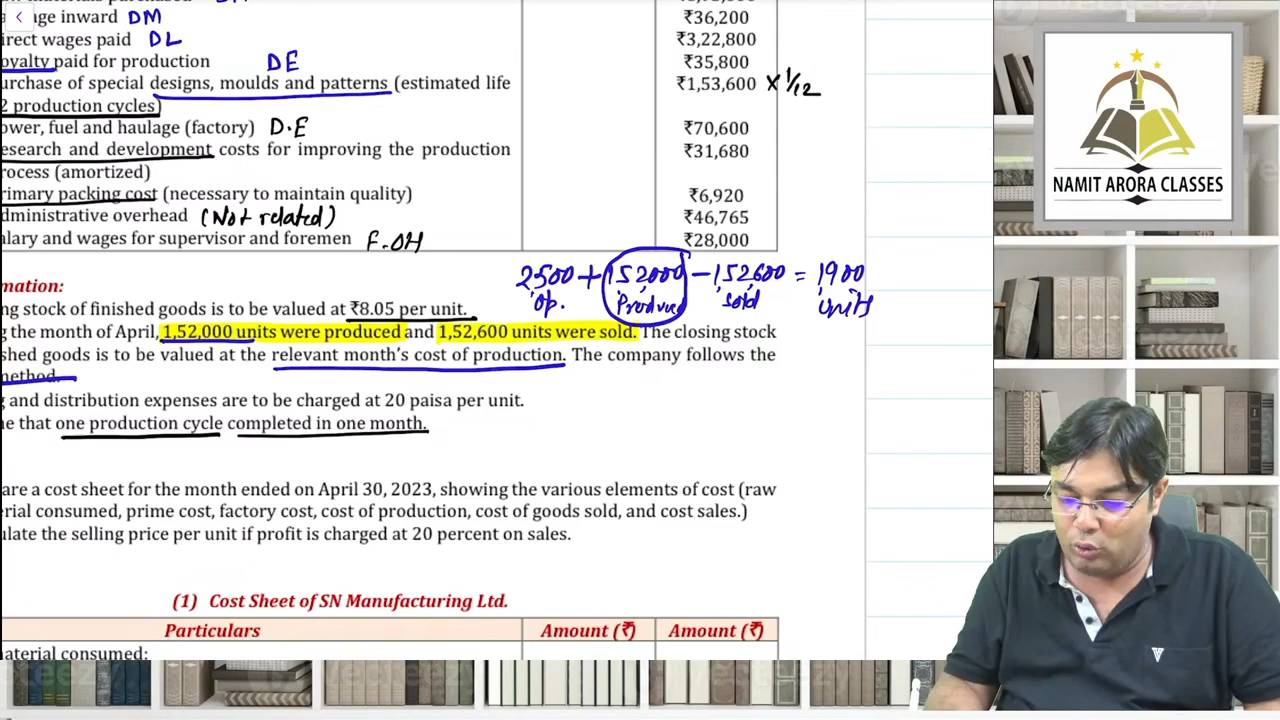 age inward DM ₹36,200
irect wages paid DL ₹3,22,800
oyalty paid for production DE ₹35,800
urchase of special designs, moulds and patterns (estimated life ₹1,53,600 x 1/12
2 production cycles)
ower, fuel and haulage (factory) D.E ₹70,600
esearch and development costs for improving the production ₹31,680
rocess (amortized)
rimary packing cost (necessary to maintain quality) ₹6,920
dministrative overhead (Not related) ₹46,765
alary and wages for supervisor and foremen F.OH ₹28,000
2500 + 152000 - 152600 = 1900
op. Produced sold units
mation:
ng stock of finished goods is to be valued at ₹8.05 per unit.
g the month of April, 1,52,000 units were produced and 1,52,600 units were sold. The closing stock
shed goods is to be valued at the relevant month's cost of production. The company follows the
method.
g and distribution expenses are to be charged at 20 paisa per unit.
ne that one production cycle completed in one month.
are a cost sheet for the month ended on April 30, 2023, showing the various elements of cost (raw
erial consumed, prime cost, factory cost, cost of production, cost of goods sold, and cost sales.)
ulate the selling price per unit if profit is charged at 20 percent on sales.
(1) Cost Sheet of SN Manufacturing Ltd.
Particulars Amount (₹) Amount (₹)
material consumed:
NAMIT ARORA CLASSES